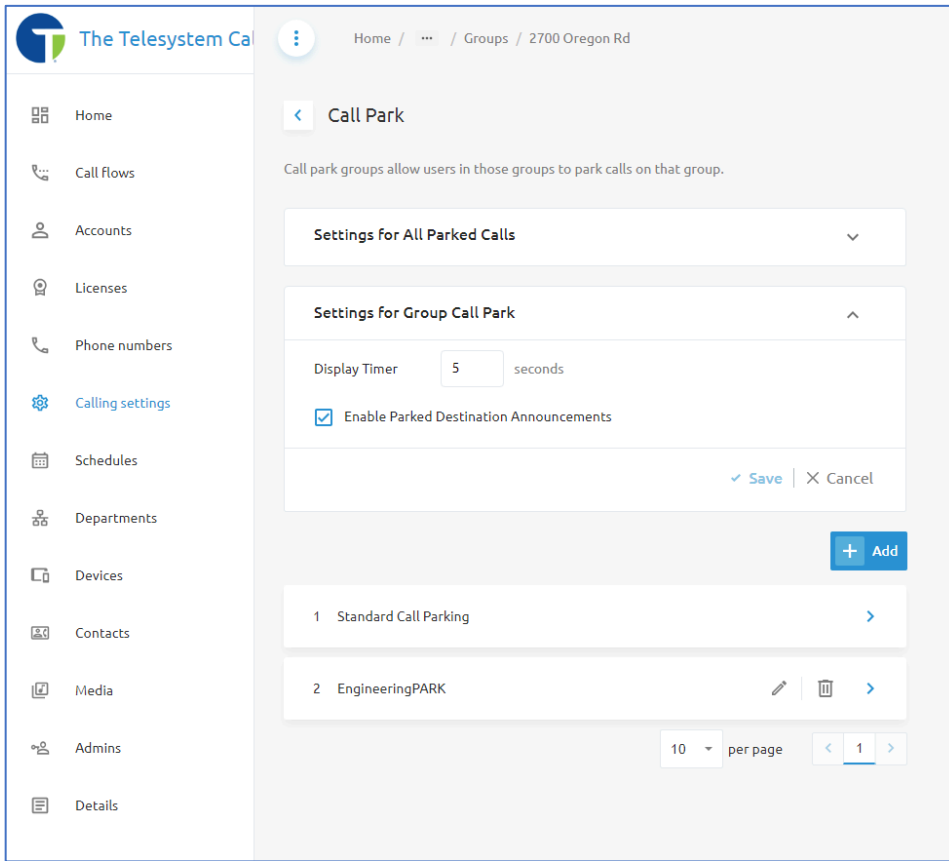 The Telesystem Cal
Home / ... / Groups / 2700 Oregon Rd
Home
Call flows
Accounts
Licenses
Phone numbers
Calling settings
Schedules
Departments
Devices
Contacts
Media
Admins
Details
Call Park
Call park groups allow users in those groups to park calls on that group.
Settings for All Parked Calls
Settings for Group Call Park
Display Timer 5 seconds
Enable Parked Destination Announcements
Save Cancel
+ Add
1 Standard Call Parking
2 EngineeringPARK
10 per page < 1 >